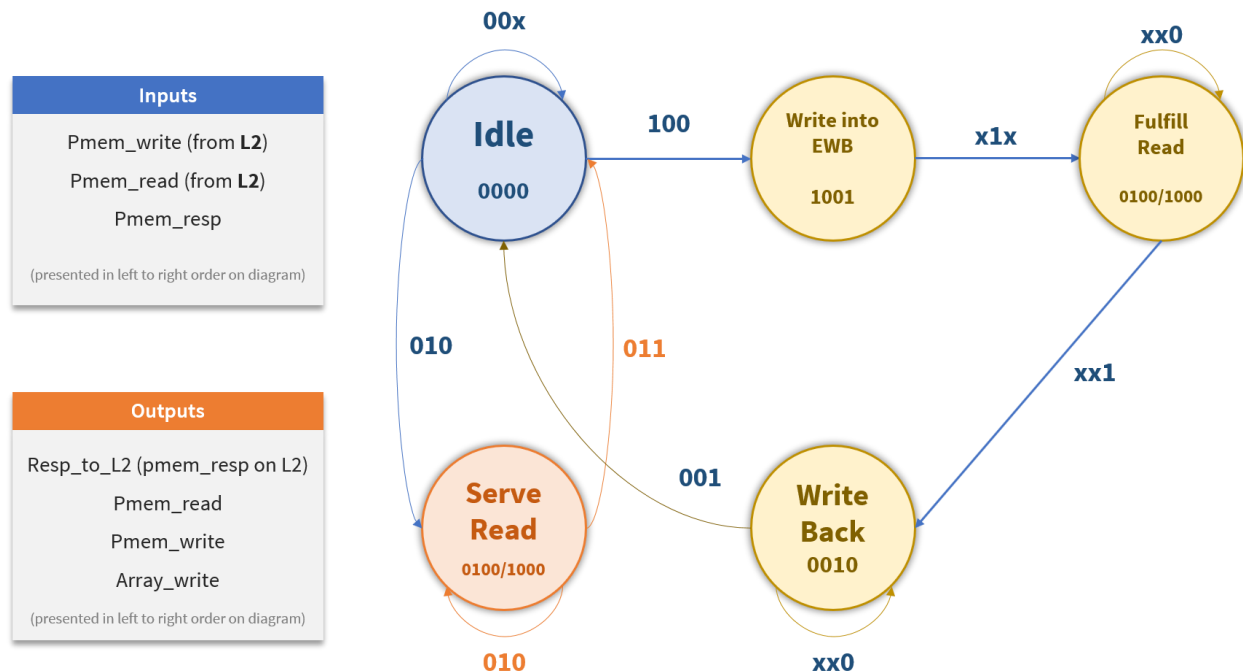 Inputs
Pmem_write (from L2)
Pmem_read (from L2)
Pmem_resp
(presented in left to right order on diagram)
Outputs
Resp_to_L2 (pmem_resp on L2)
Pmem_read
Pmem_write
Array_write
(presented in left to right order on diagram)
00x
Idle
0000
100
Write into
EWB
1001
x1x
xx0
Fulfill
Read
0100/1000
010
011
xx1
001
Serve
Read
0100/1000
010
Write
Back
0010
xx0